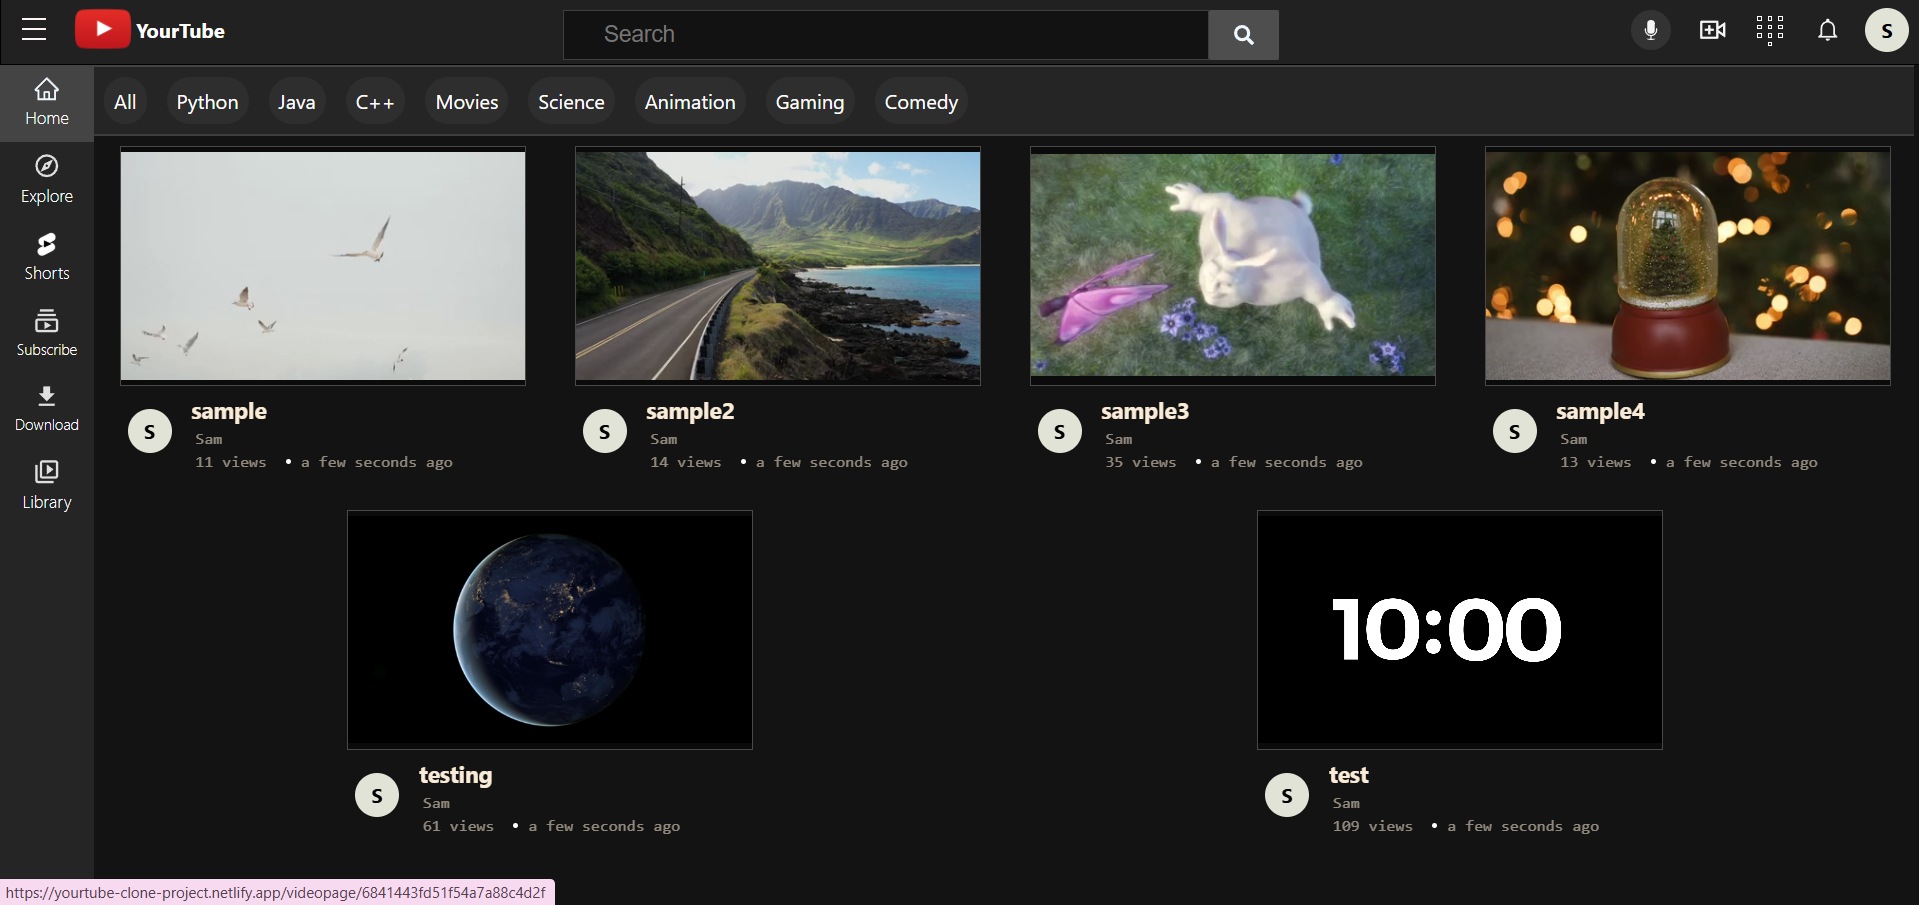 YourTube
Search
S
Home
Explore
Shorts
Subscribe
Download
Library
All
Python
Java
C++
Movies
Science
Animation
Gaming
Comedy
S
sample
Sam
11 views • a few seconds ago
S
sample2
Sam
14 views • a few seconds ago
S
sample3
Sam
35 views • a few seconds ago
S
sample4
Sam
13 views • a few seconds ago
S
testing
Sam
61 views • a few seconds ago
10:00
S
test
Sam
109 views • a few seconds ago
https://yourtube-clone-project.netlify.app/videopage/6841443fd51f54a7a88c4d2f